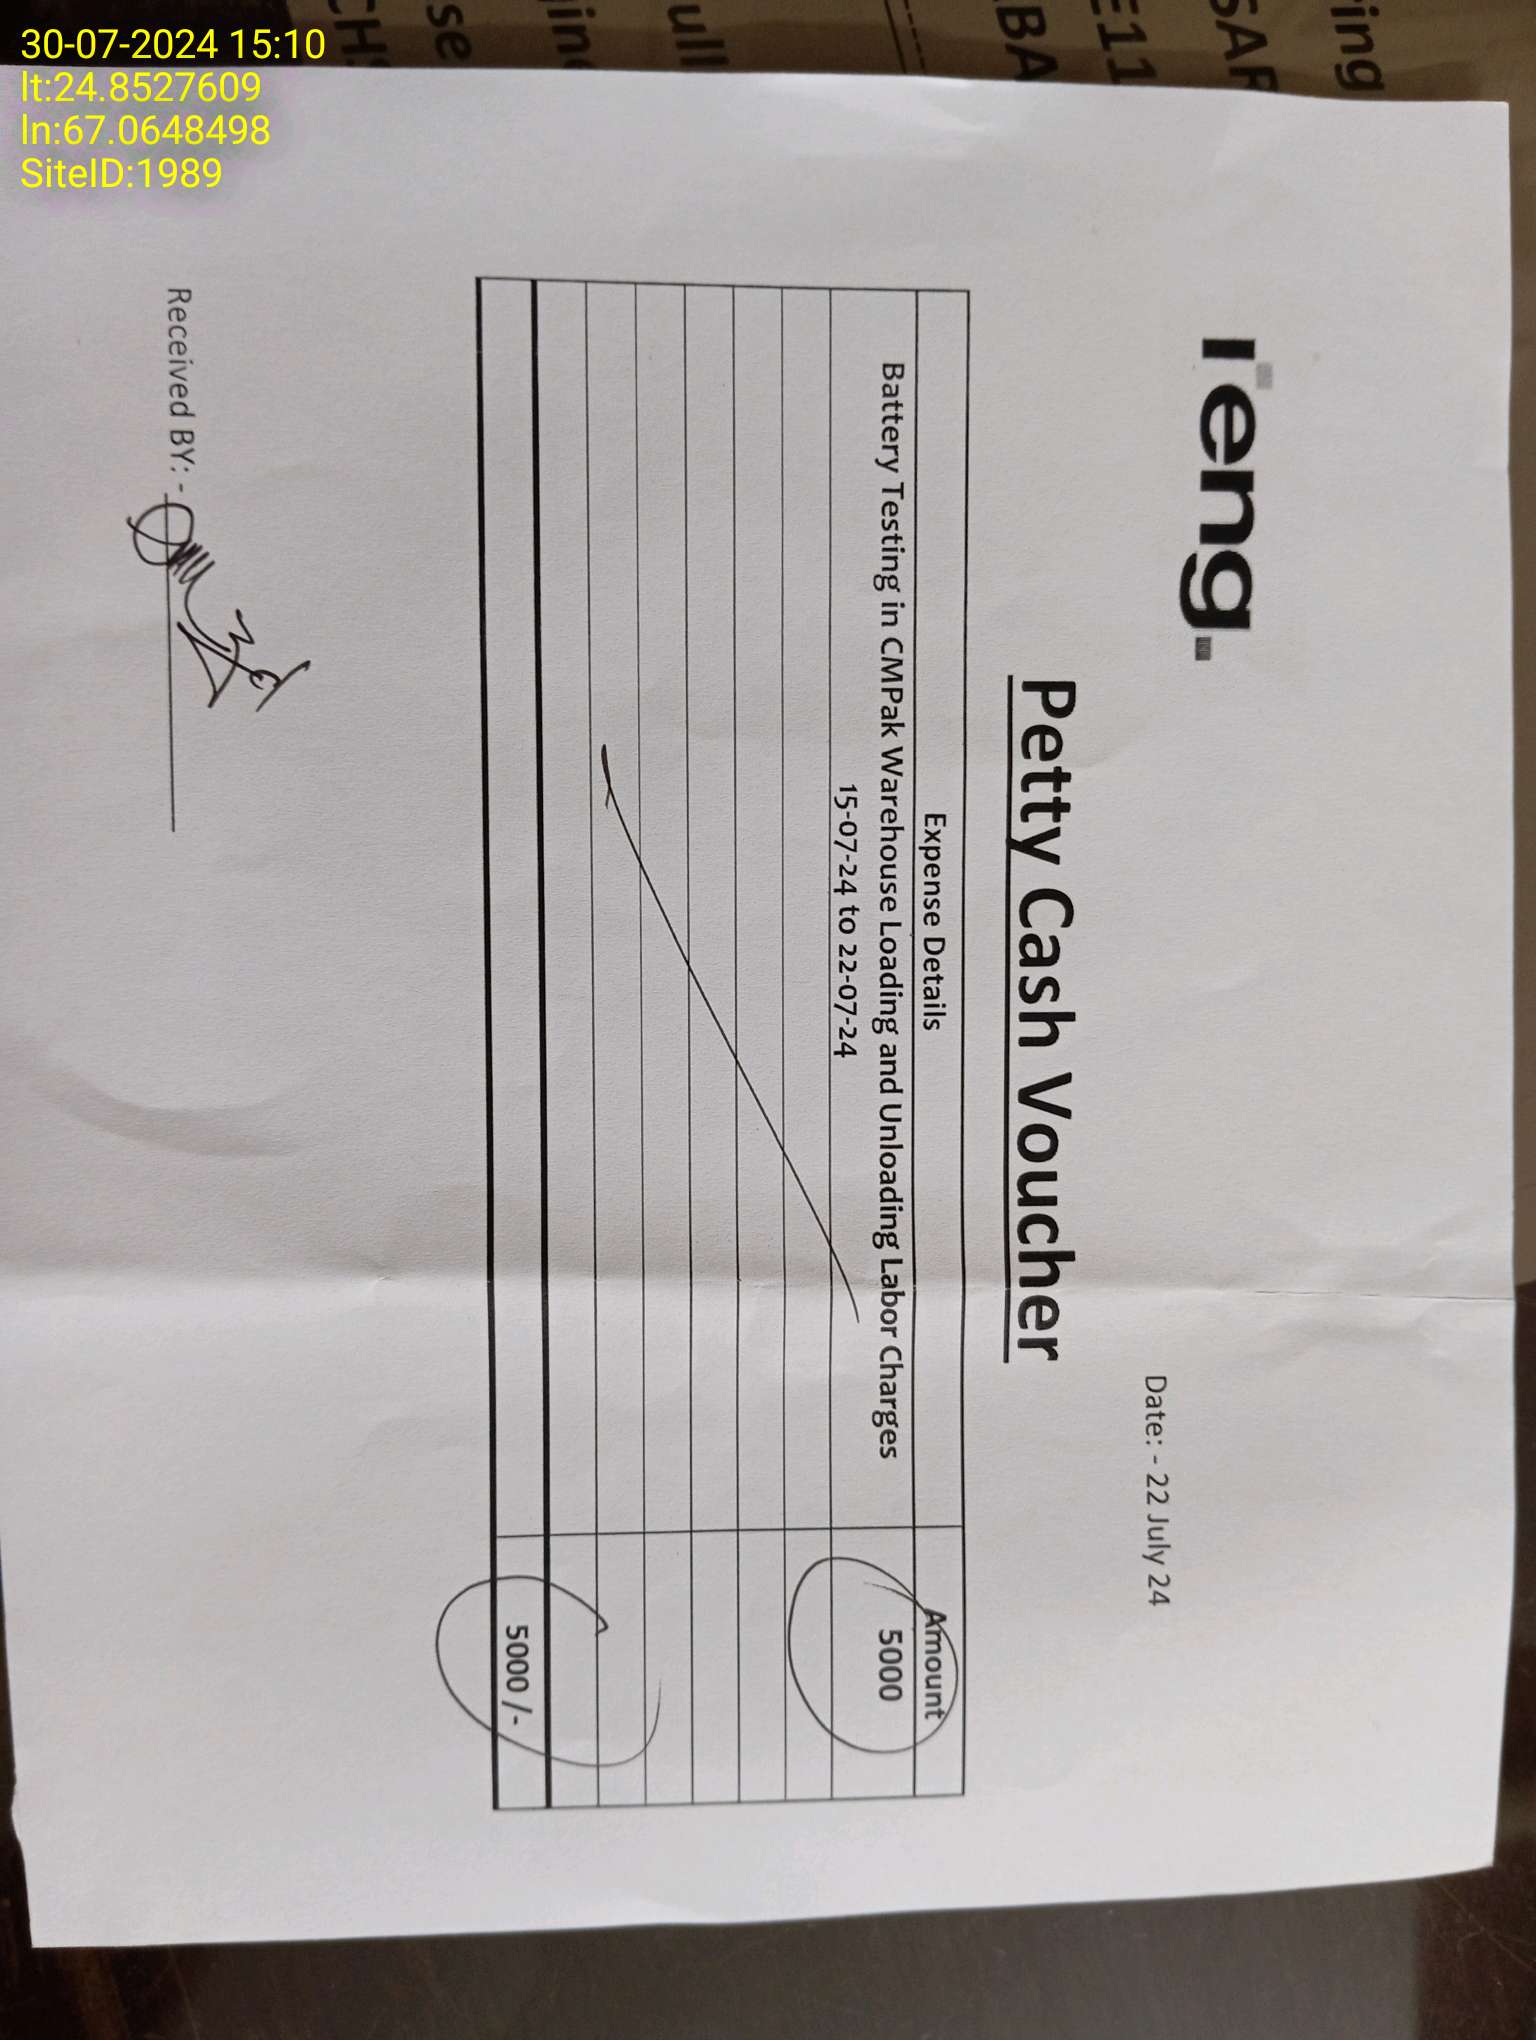 30-07-2024 15:10
lt:24.8527609
ln:67.0648498
SiteID:1989
Teng
Date: - 22 July 24
Petty Cash Voucher
Expense Details Amount
Battery Testing in CMPak Warehouse Loading and Unloading Labor Charges 5000
15-07-24 to 22-07-24
5000 /-
Received BY: -